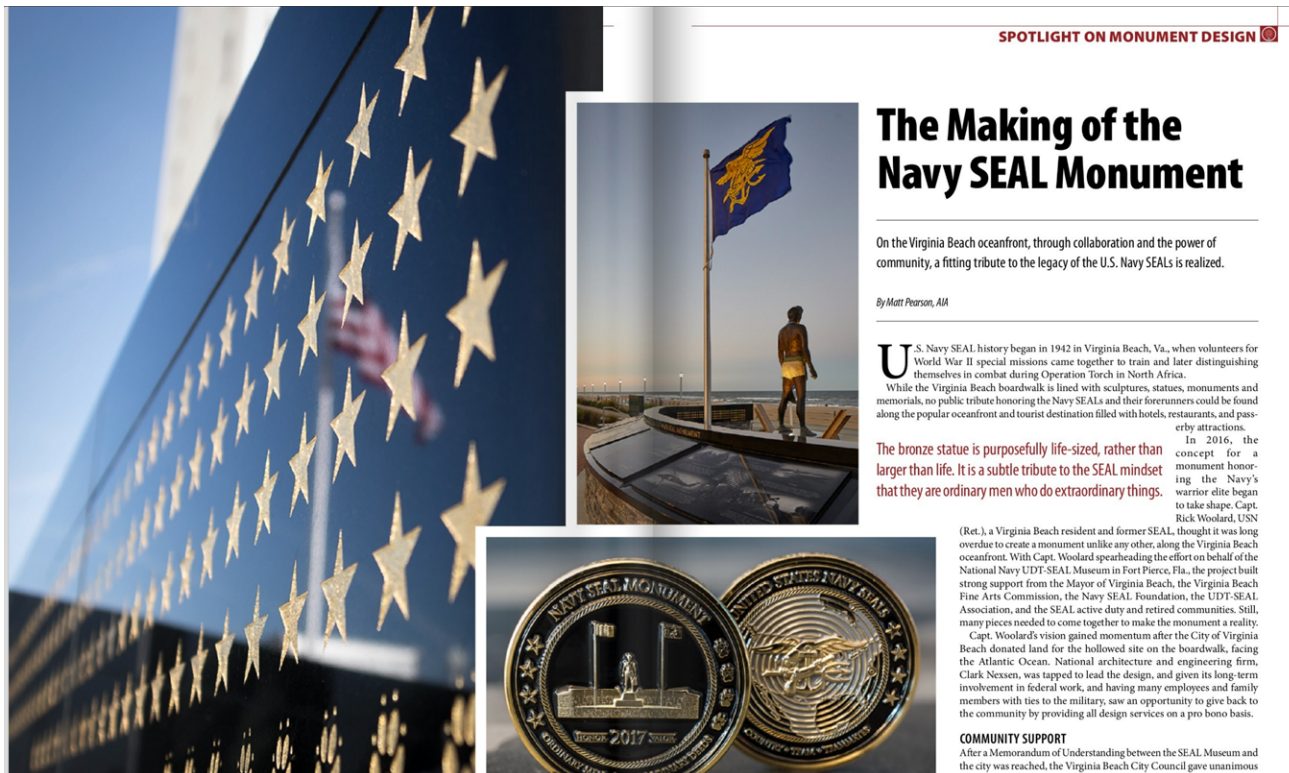 SPOTLIGHT ON MONUMENT DESIGN
The Making of the
Navy SEAL Monument
On the Virginia Beach oceanfront, through collaboration and the power of
community, a fitting tribute to the legacy of the U.S. Navy SEALs is realized.
By Matt Pearson, AIA
U.S. Navy SEAL history began in 1942 in Virginia Beach, Va., when volunteers for
World War II special missions came together to train and later distinguishing
themselves in combat during Operation Torch in North Africa.
While the Virginia Beach boardwalk is lined with sculptures, statues, monuments and
memorials, no public tribute honoring the Navy SEALs and their forerunners could be found
along the popular oceanfront and tourist destination filled with hotels, restaurants, and pass-
erby attractions.
The bronze statue is purposefully life-sized, rather than
larger than life. It is a subtle tribute to the SEAL mindset
that they are ordinary men who do extraordinary things.
In 2016, the
concept for a
monument honor-
ing the Navy's
warrior elite began
to take shape. Capt.
Rick Woolard, USN
(Ret.), a Virginia Beach resident and former SEAL, thought it was long
overdue to create a monument unlike any other, along the Virginia Beach
oceanfront. With Capt. Woolard spearheading the effort on behalf of the
National Navy UDT-SEAL Museum in Fort Pierce, Fla., the project built
strong support from the Mayor of Virginia Beach, the Virginia Beach
Fine Arts Commission, the Navy SEAL Foundation, the UDT-SEAL
Association, and the SEAL active duty and retired communities. Still,
many pieces needed to come together to make the monument a reality.
Capt. Woolard's vision gained momentum after the City of Virginia
Beach donated land for the hollowed site on the boardwalk, facing
the Atlantic Ocean. National architecture and engineering firm,
Clark Nexsen, was tapped to lead the design, and given its long-term
involvement in federal work, and having many employees and family
members with ties to the military, saw an opportunity to give back to
the community by providing all design services on a pro bono basis.
COMMUNITY SUPPORT
After a Memorandum of Understanding between the SEAL Museum and
the city was reached, the Virginia Beach City Council gave unanimous
NAVY SEAL MONUMENT
HONOR 2017
ORDINARY MEN
DEEDS
UNITED STATES NAVY SEALS
COUNTRY • TEAM • TEAMMATES